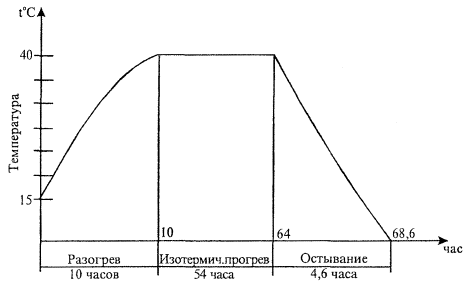 t°C
40
Температура
15
10
64
68,6
час
Разогрев
Изотермич.прогрев
Остывание
10 часов
54 часа
4,6 часа